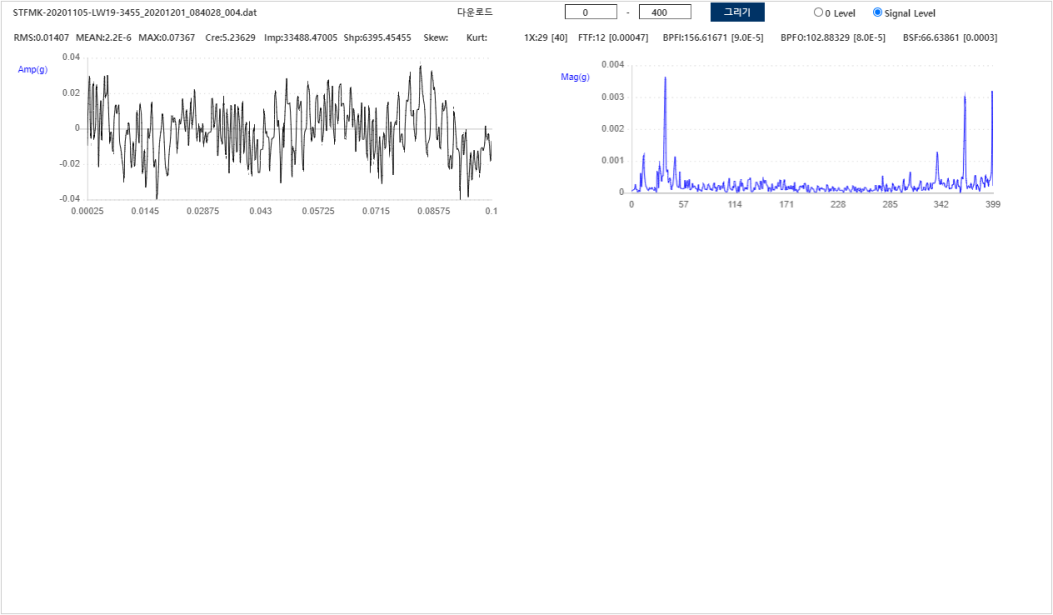 STFMK-20201105-LW19-3455_20201201_084028_004.dat 다운로드 0 - 400 그리기 0 Level Signal Level
RMS:0.01407 MEAN:2.2E-6 MAX:0.07367 Cre:5.23629 Imp:33488.47005 Shp:6395.45455 Skew: Kurt: 1X:29 [40] FTF:12 [0.00047] BPFI:156.61671 [9.0E-5] BPFO:102.88329 [8.0E-5] BSF:66.63861 [0.0003]
Amp(g)
0.04
0.02
0
-0.02
-0.04
0.00025 0.0145 0.02875 0.043 0.05725 0.0715 0.08575 0.1
Mag(g)
0.004
0.003
0.002
0.001
0
0 57 114 171 228 285 342 399